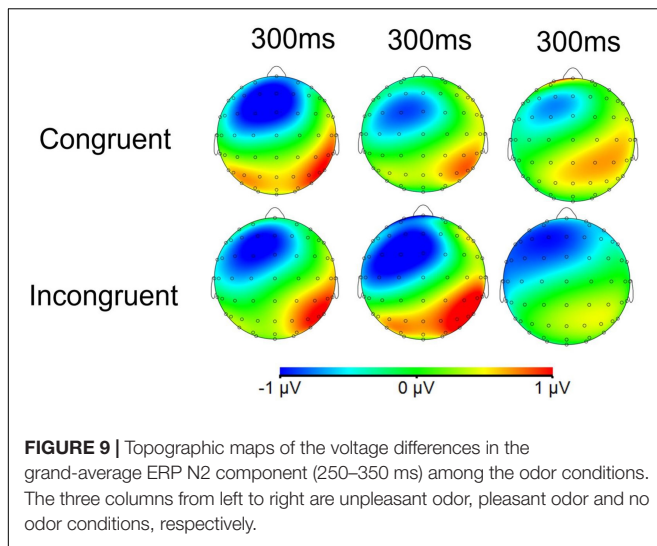 300ms 300ms 300ms
Congruent
Incongruent
-1 µV 0 µV 1 µV
FIGURE 9 | Topographic maps of the voltage differences in the
grand-average ERP N2 component (250–350 ms) among the odor conditions.
The three columns from left to right are unpleasant odor, pleasant odor and no
odor conditions, respectively.